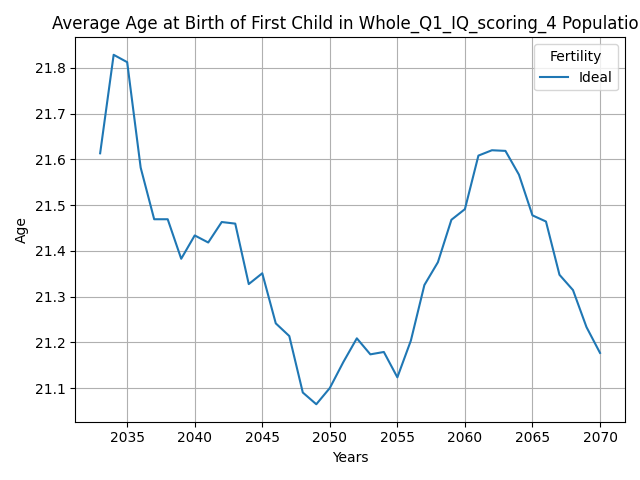 Average Age at Birth of First Child in Whole_Q1_IQ_scoring_4 Populatio
Fertility
Ideal
Age
21.8
21.7
21.6
21.5
21.4
21.3
21.2
21.1
2035 2040 2045 2050 2055 2060 2065 2070
Years